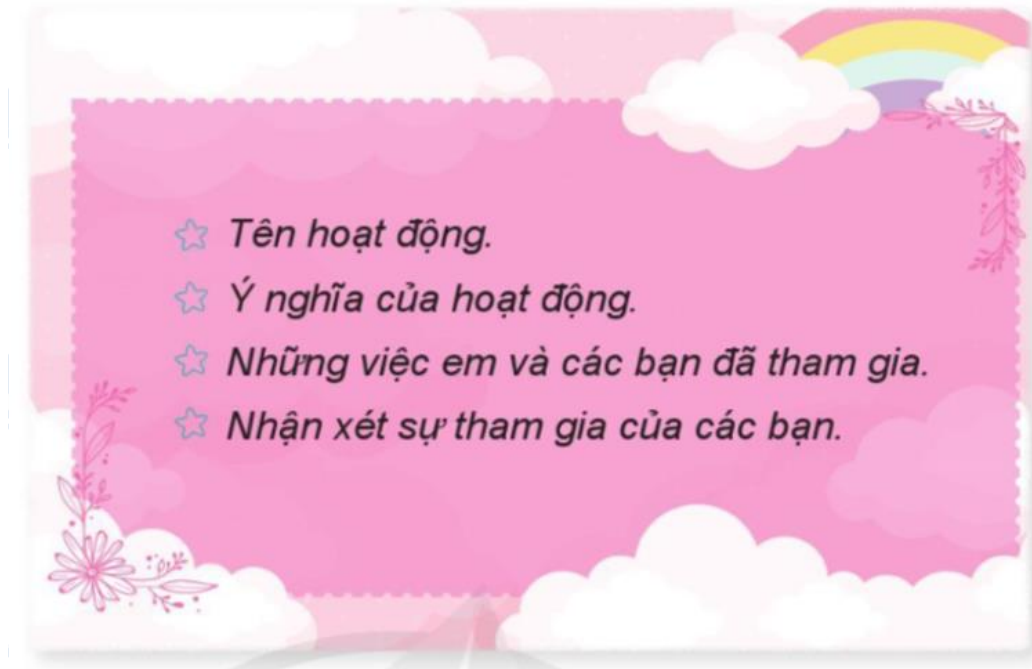 Tên hoạt động.
Ý nghĩa của hoạt động.
Những việc em và các bạn đã tham gia.
Nhận xét sự tham gia của các bạn.